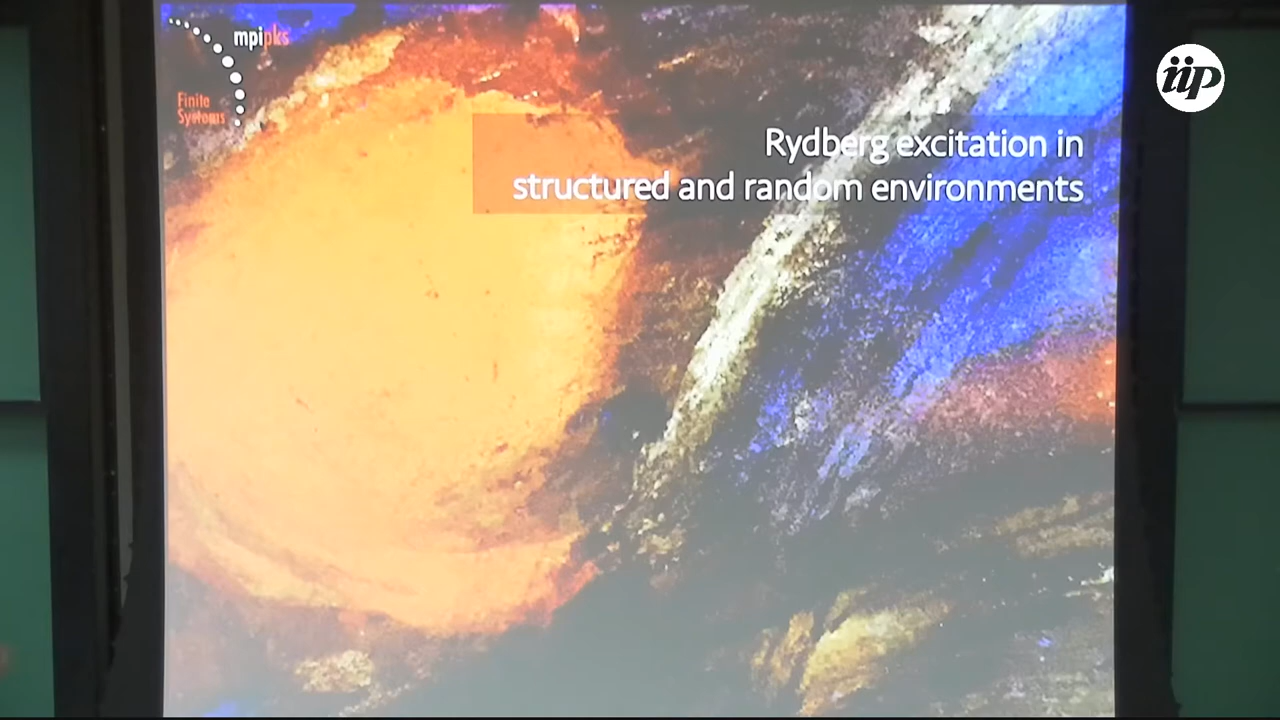 mpipks
Finite
Systems
iip
Rydberg excitation in
structured and random environments